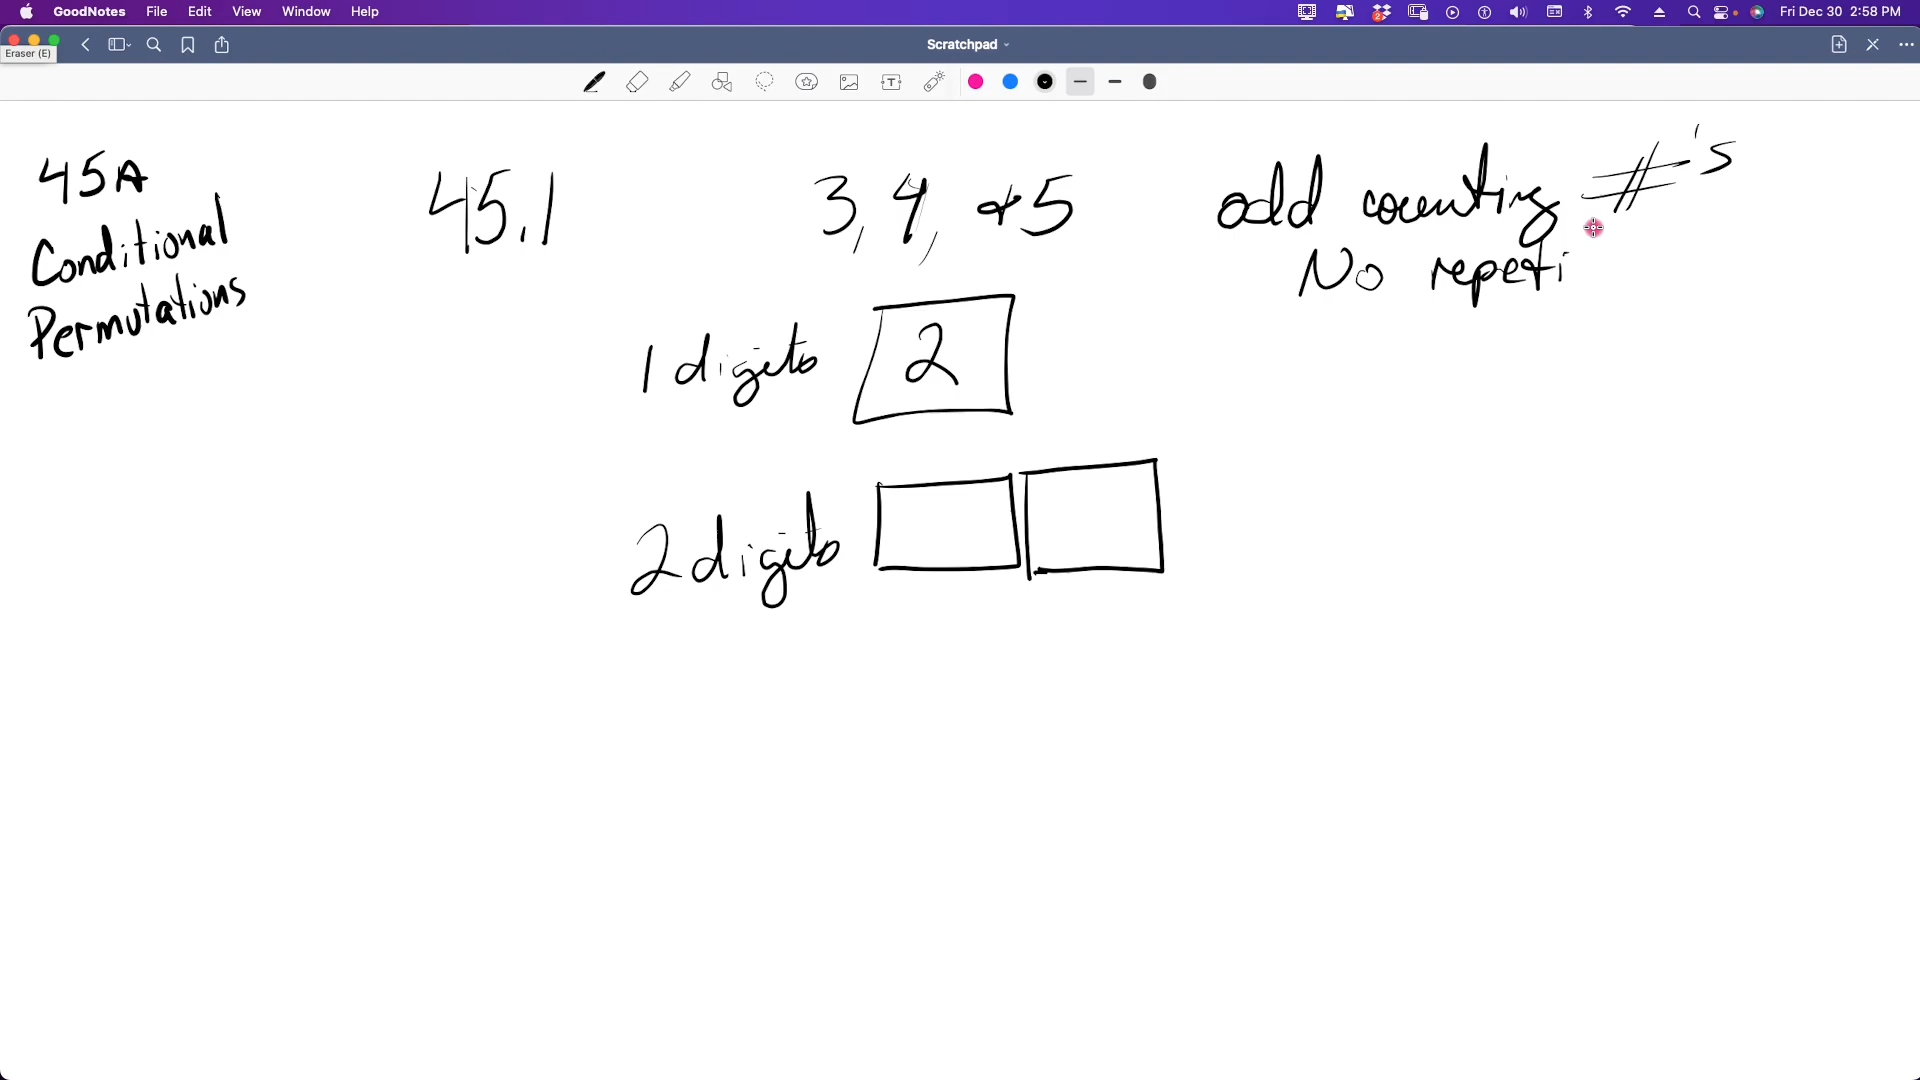 GoodNotes File Edit View Window Help
2
Fri Dec 30 2:58 PM
Eraser (E)
Scratchpad
45A
Conditional
Permutations
45.1
3, 4, & 5
odd counting #'s
No repeti
1 digits 2
2 digits